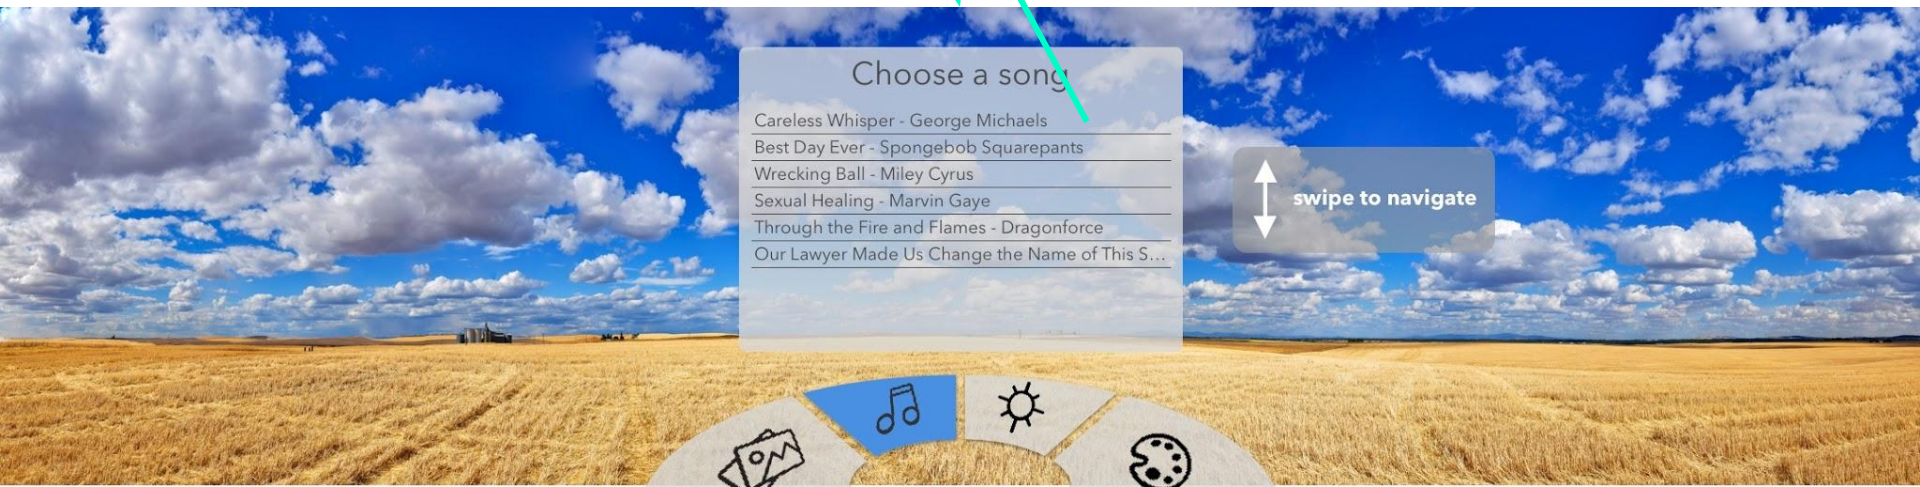 Choose a song
Careless Whisper - George Michaels
Best Day Ever - Spongebob Squarepants
Wrecking Ball - Miley Cyrus
Sexual Healing - Marvin Gaye
Through the Fire and Flames - Dragonforce
Our Lawyer Made Us Change the Name of This S...
swipe to navigate